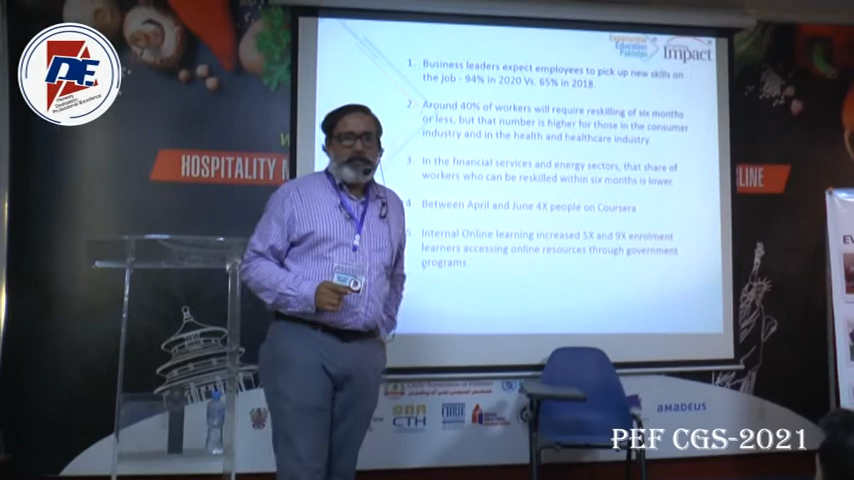 Experiential
Education
Pakistan
Impact
1. Business leaders expect employees to pick up new skills on
the job - 94% in 2020 Vs. 65% in 2018.
2. Around 40% of workers will require reskilling of six months
or less, but that number is higher for those in the consumer
industry and in the health and healthcare industry.
3. In the financial services and energy sectors, that share of
workers who can be reskilled within six months is lower.
4. Between April and June 4X people on Coursera
5. Internal Online learning increased 5X and 9X enrolment
learners accessing online resources through government
programs.
HOSPITALITY
LINE
CTH
AMADEUS
PEF CGS-2021